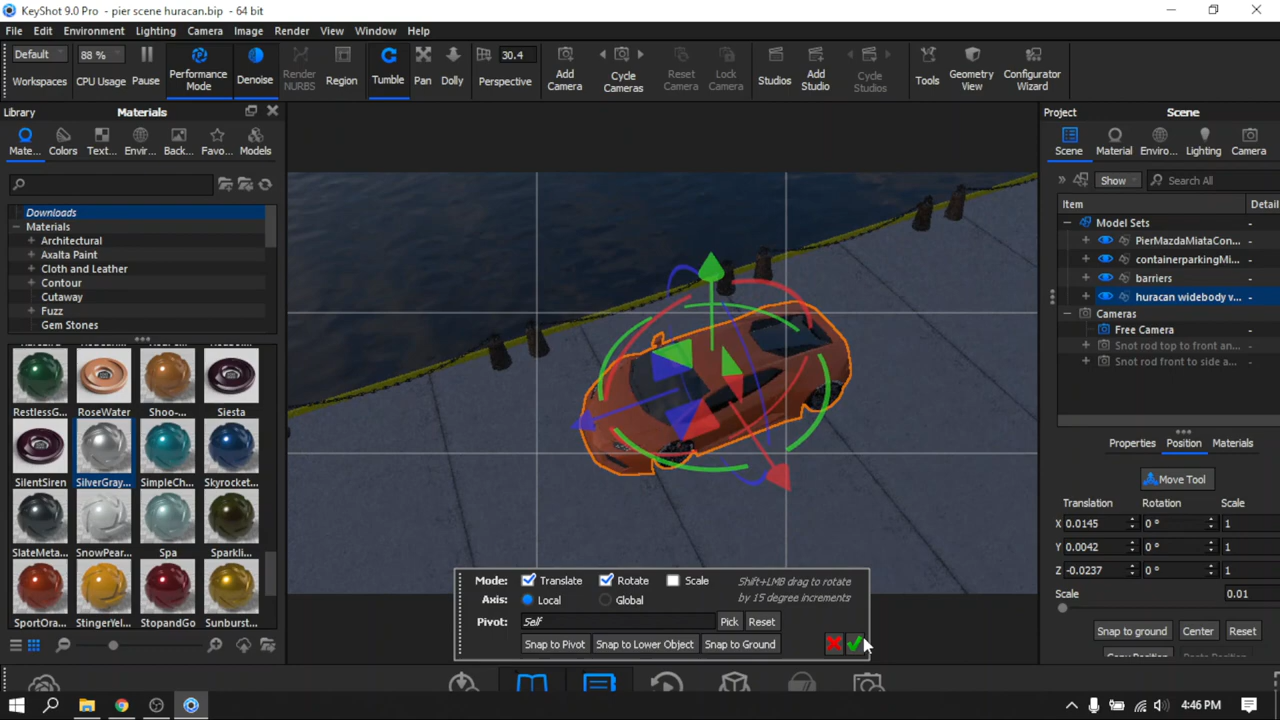 KeyShot 9.0 Pro - pier scene huracan.bip - 64 bit
File Edit Environment Lighting Camera Image Render View Window Help
Default 88 % 30.4
Workspaces CPU Usage Pause Performance Mode Denoise Render NURBS Region Tumble Pan Dolly Perspective Add Camera Cycle Cameras Reset Camera Lock Camera Studios Add Studio Cycle Studios Tools Geometry View Configurator Wizard
Library Materials
Mate... Colors Text... Envir... Back... Favo... Models
Downloads
Materials
Architectural
Axalta Paint
Cloth and Leather
Contour
Cutaway
Fuzz
Gem Stones
RestlessG... RoseWater Shoo-... Siesta
SilentSiren SilverGray... SimpleCh... Skyrocket...
SlateMeta... SnowPear... Spa Sparkli...
SportOra... StingerYel... StopandGo Sunburst...
Mode: Translate Rotate Scale
Shift+LMB drag to rotate
by 15 degree increments
Axis: Local Global
Pivot: Self Pick Reset
Snap to Pivot Snap to Lower Object Snap to Ground
Project Scene
Scene Material Enviro... Lighting Camera
Show Search All
Item Detail
Model Sets -
PierMazdaMiataCon... -
containerparkingMi... -
barriers -
huracan widebody v... -
Cameras -
Free Camera -
Snot rod top to front an... -
Snot rod front to side a... -
Properties Position Materials
Move Tool
Translation Rotation Scale
X 0.0145 0 ° 1
Y 0.0042 0 ° 1
Z -0.0237 0 ° 1
Scale 0.01
Snap to ground Center Reset
Copy Position Paste Position
4:46 PM